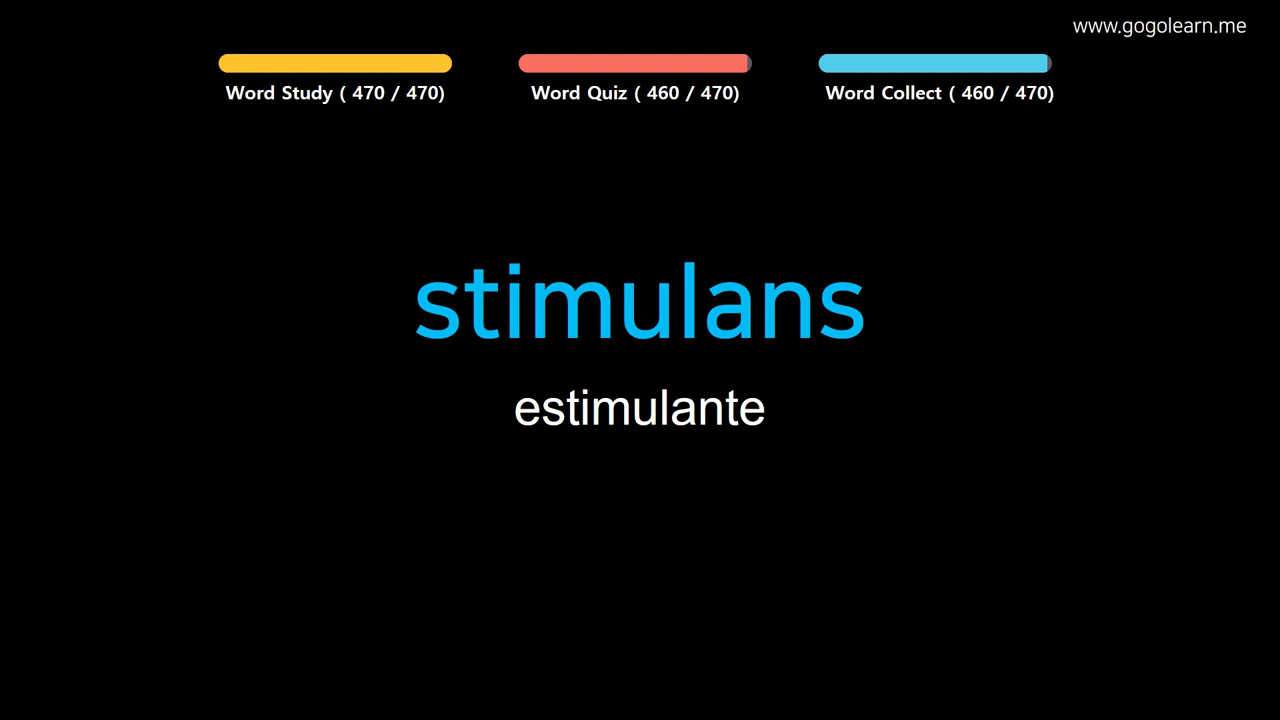 www.gogolearn.me
Word Study ( 470 / 470)
Word Quiz ( 460 / 470)
Word Collect ( 460 / 470)
stimulans
estimulante